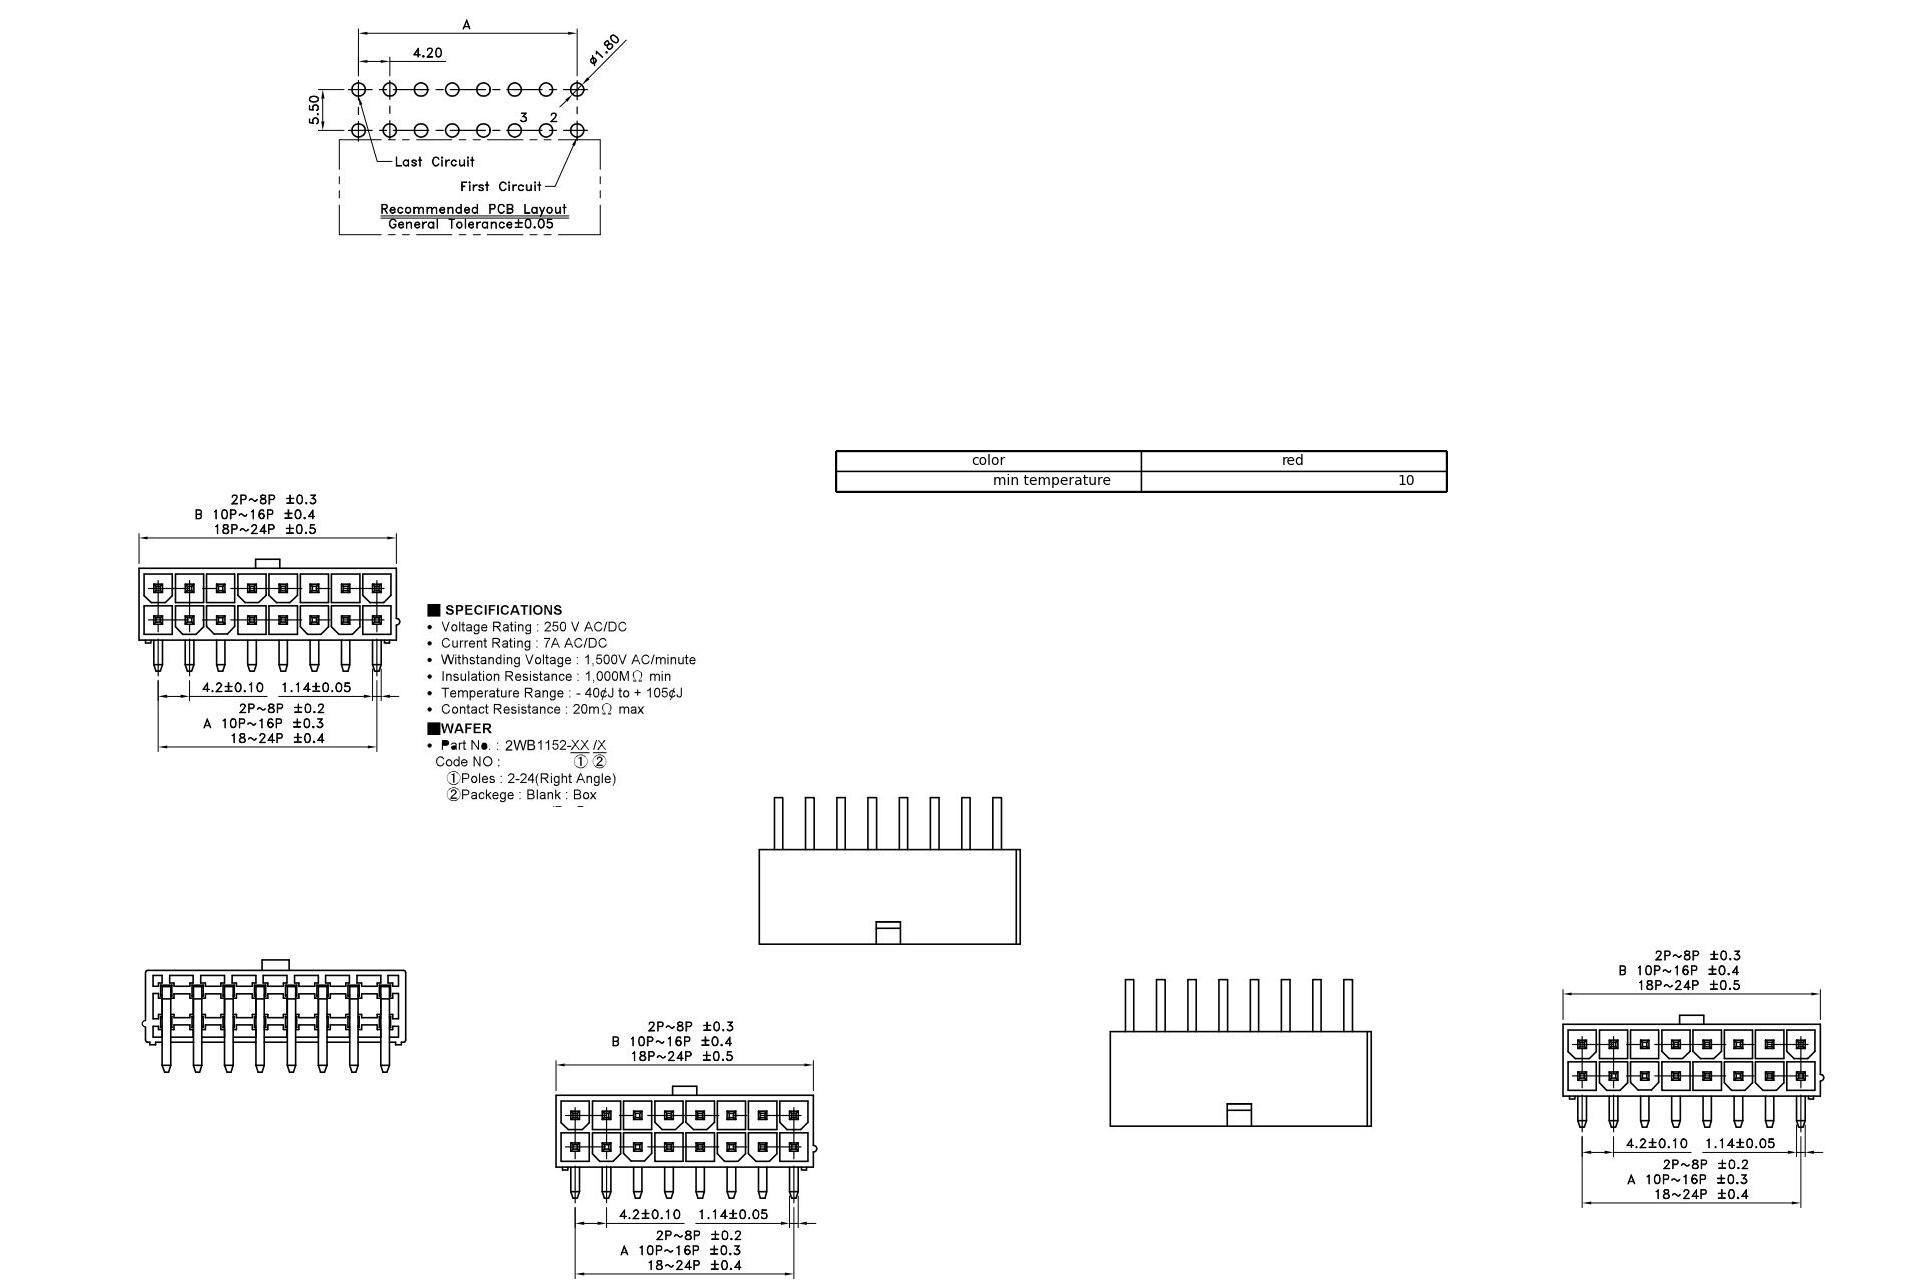 A
4.20
ø1.80
5.50
3 2
Last Circuit
First Circuit
Recommended PCB Layout
General Tolerance±0.05
color red
min temperature 10
2P~8P ±0.3
B 10P~16P ±0.4
18P~24P ±0.5
4.2±0.10 1.14±0.05
2P~8P ±0.2
A 10P~16P ±0.3
18~24P ±0.4
■ SPECIFICATIONS
• Voltage Rating : 250 V AC/DC
• Current Rating : 7A AC/DC
• Withstanding Voltage : 1,500V AC/minute
• Insulation Resistance : 1,000MΩ min
• Temperature Range : - 40¢J to + 105¢J
• Contact Resistance : 20mΩ max
■WAFER
• Part No. : 2WB1152-XX /X
Code NO : ① ②
①Poles : 2-24(Right Angle)
②Packege : Blank : Box
2P~8P ±0.3
B 10P~16P ±0.4
18P~24P ±0.5
4.2±0.10 1.14±0.05
2P~8P ±0.2
A 10P~16P ±0.3
18~24P ±0.4
2P~8P ±0.3
B 10P~16P ±0.4
18P~24P ±0.5
4.2±0.10 1.14±0.05
2P~8P ±0.2
A 10P~16P ±0.3
18~24P ±0.4